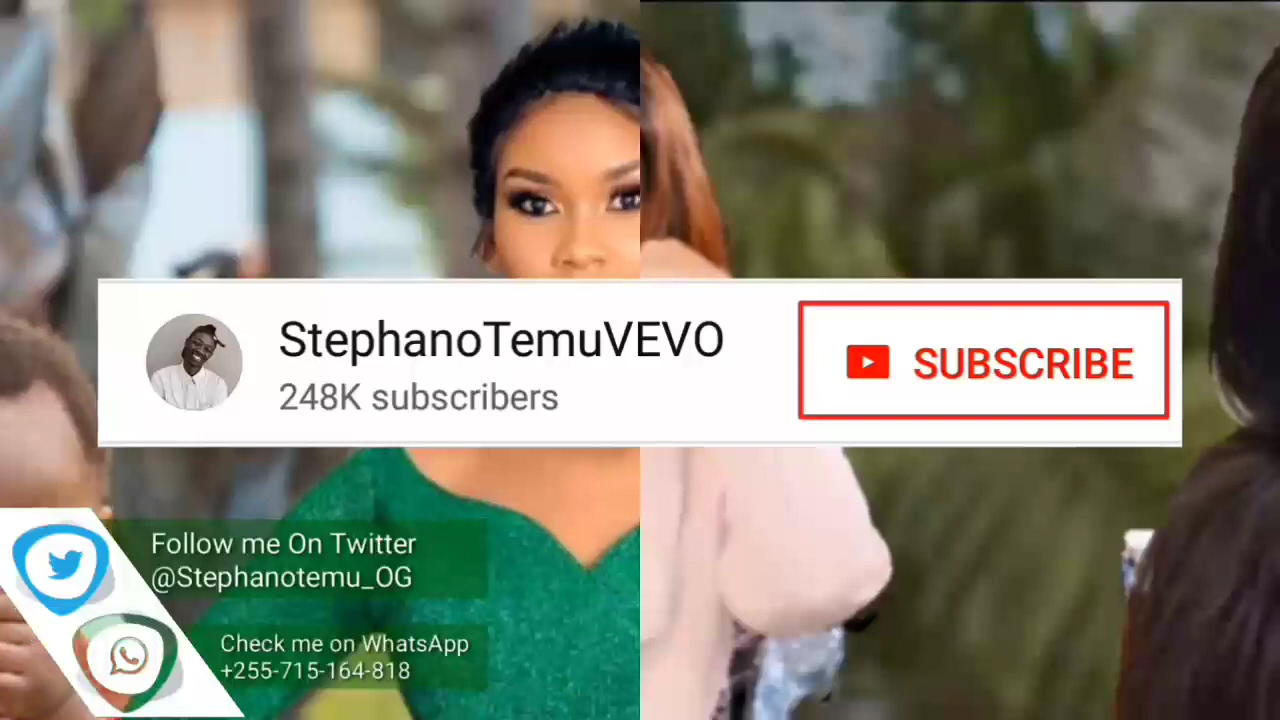 StephanoTemuVEVO
248K subscribers
SUBSCRIBE
Follow me On Twitter
@Stephanotemu_OG
Check me on WhatsApp
+255-715-164-818